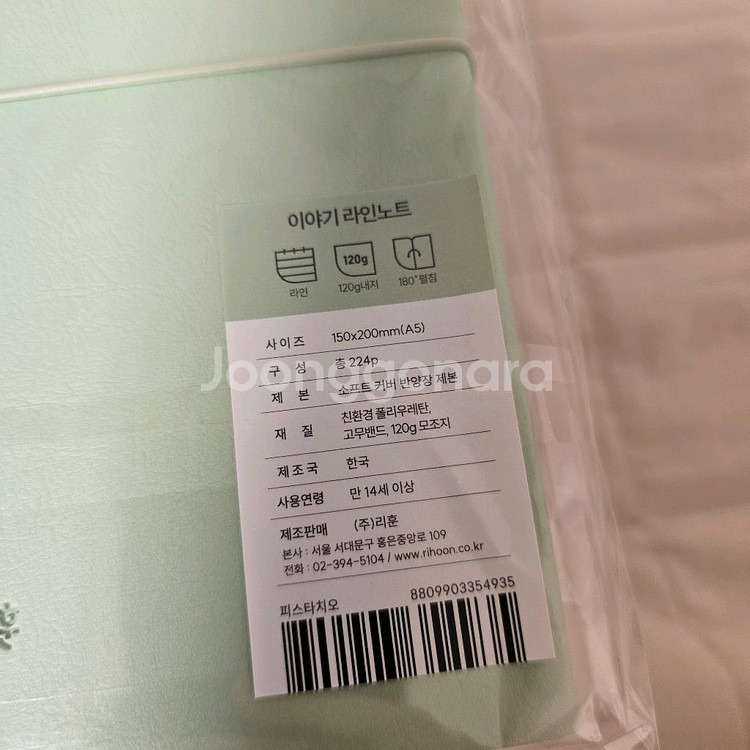 이야기 라인노트
120g
라인 120g내지 180°펼침
사이즈 150x200mm(A5)
구 성 총 224p
제 본 소프트 커버 반양장 제본
재 질 친환경 폴리우레탄,
고무밴드, 120g 모조지
제조국 한국
사용연령 만 14세 이상
제조판매 (주)리훈
본사 : 서울 서대문구 홍은중앙로 109
전화 : 02-394-5104 / www.rihoon.co.kr
피스타치오 8809903354935
Joonggonara